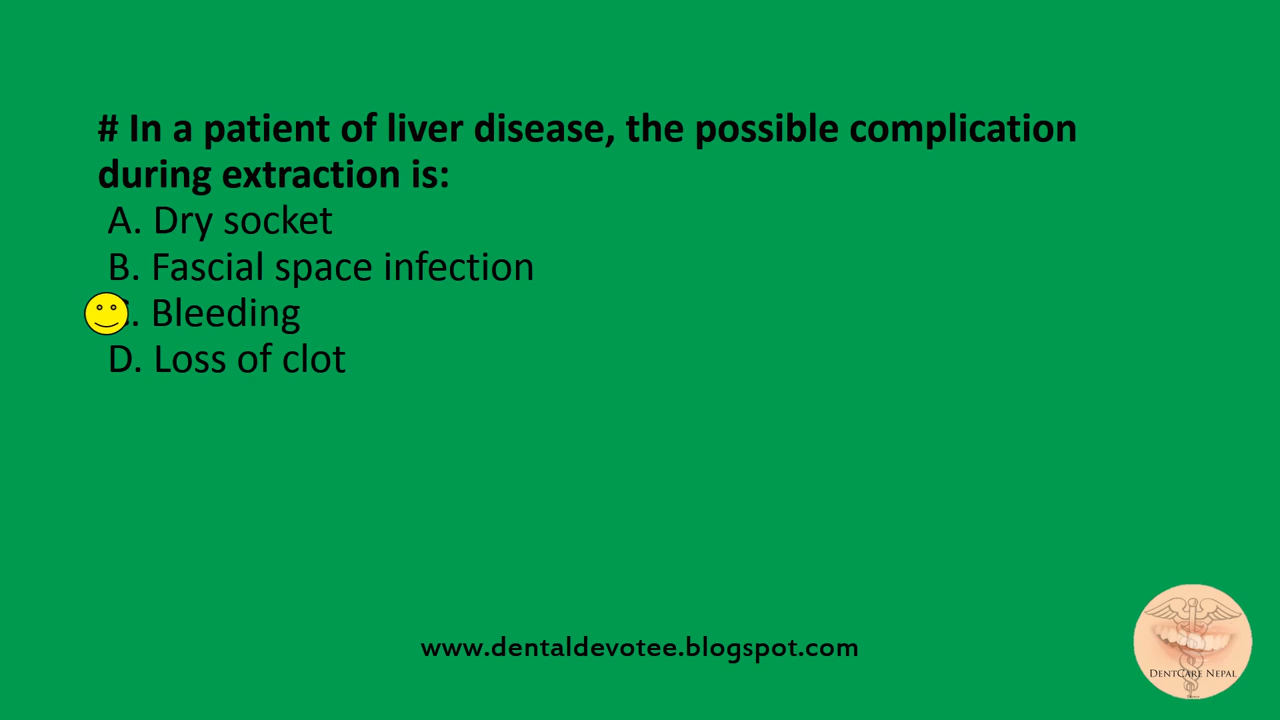 # In a patient of liver disease, the possible complication
during extraction is:
A. Dry socket
B. Fascial space infection
. Bleeding
D. Loss of clot
www.dentaldevotee.blogspot.com
DentCare Nepal